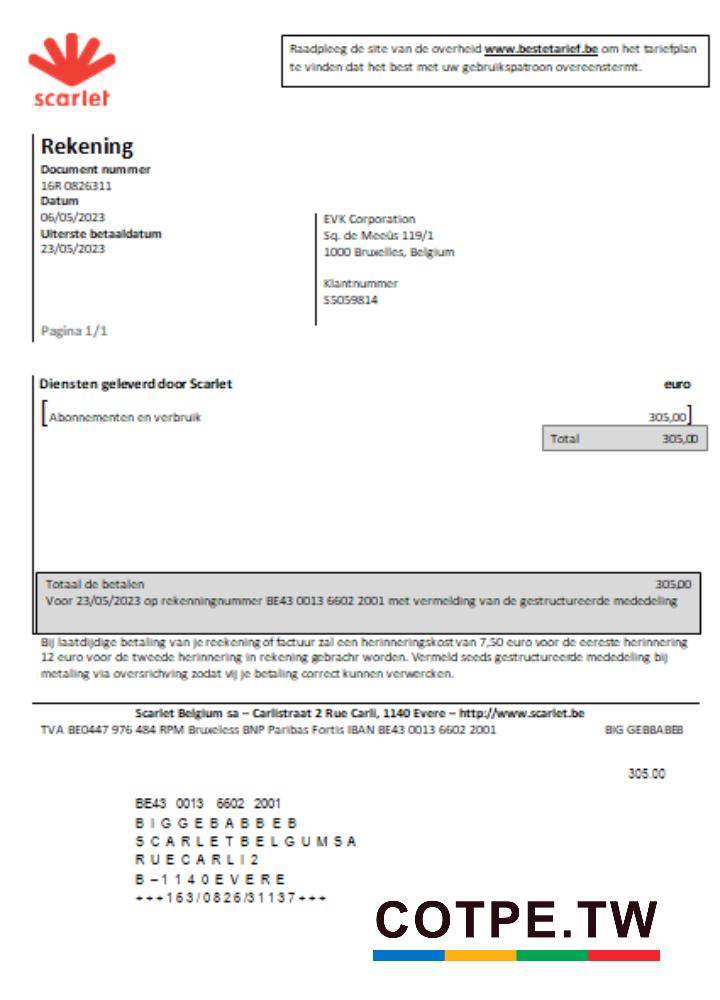 scarlet
Raadpleeg de site van de overheid www.bestetarief.be om het tariefplan
te vinden dat het best met uw gebruikspatroon overeenstermt.
Rekening
Document nummer
16R 0826311
Datum
06/05/2023
Uiterste betaaldatum
23/05/2023
Pagina 1/1
EVK Corporation
Sq. de Meeûs 119/1
1000 Bruxelles, Belgium
Klantnummer
S5059814
Diensten geleverd door Scarlet euro
[Abonnementen en verbruik 305,00]
Total 305,00
Totaal de betalen 305,00
Voor 23/05/2023 op rekenningnummer BE43 0013 6602 2001 met vermelding van de gestructureerde mededeling
Bij laatdijdige betaling van je reekening of factuur zal een herinneringskost van 7,50 euro voor de eereste herinnering
12 euro voor de tweede herinnering in rekening gebrachr worden. Vermeld seeds gestructureerde mededeling bij
metaling via oversrichving zodat vij je betaling correct kunnen verwercken.
Scarlet Belgium sa – Carlistraat 2 Rue Carli, 1140 Evere – http://www.scarlet.be
TVA BE0447 976 484 RPM Bruxeless BNP Paribas Fortis IBAN BE43 0013 6602 2001 BIG GEBBABEB
305.00
BE43 0013 6602 2001
B I G G E B A B B E B
S C A R L E T B E L G U M S A
R U E C A R L I 2
B – 1 1 4 0 E V E R E
+++163/0826/31137+++
COTPE.TW